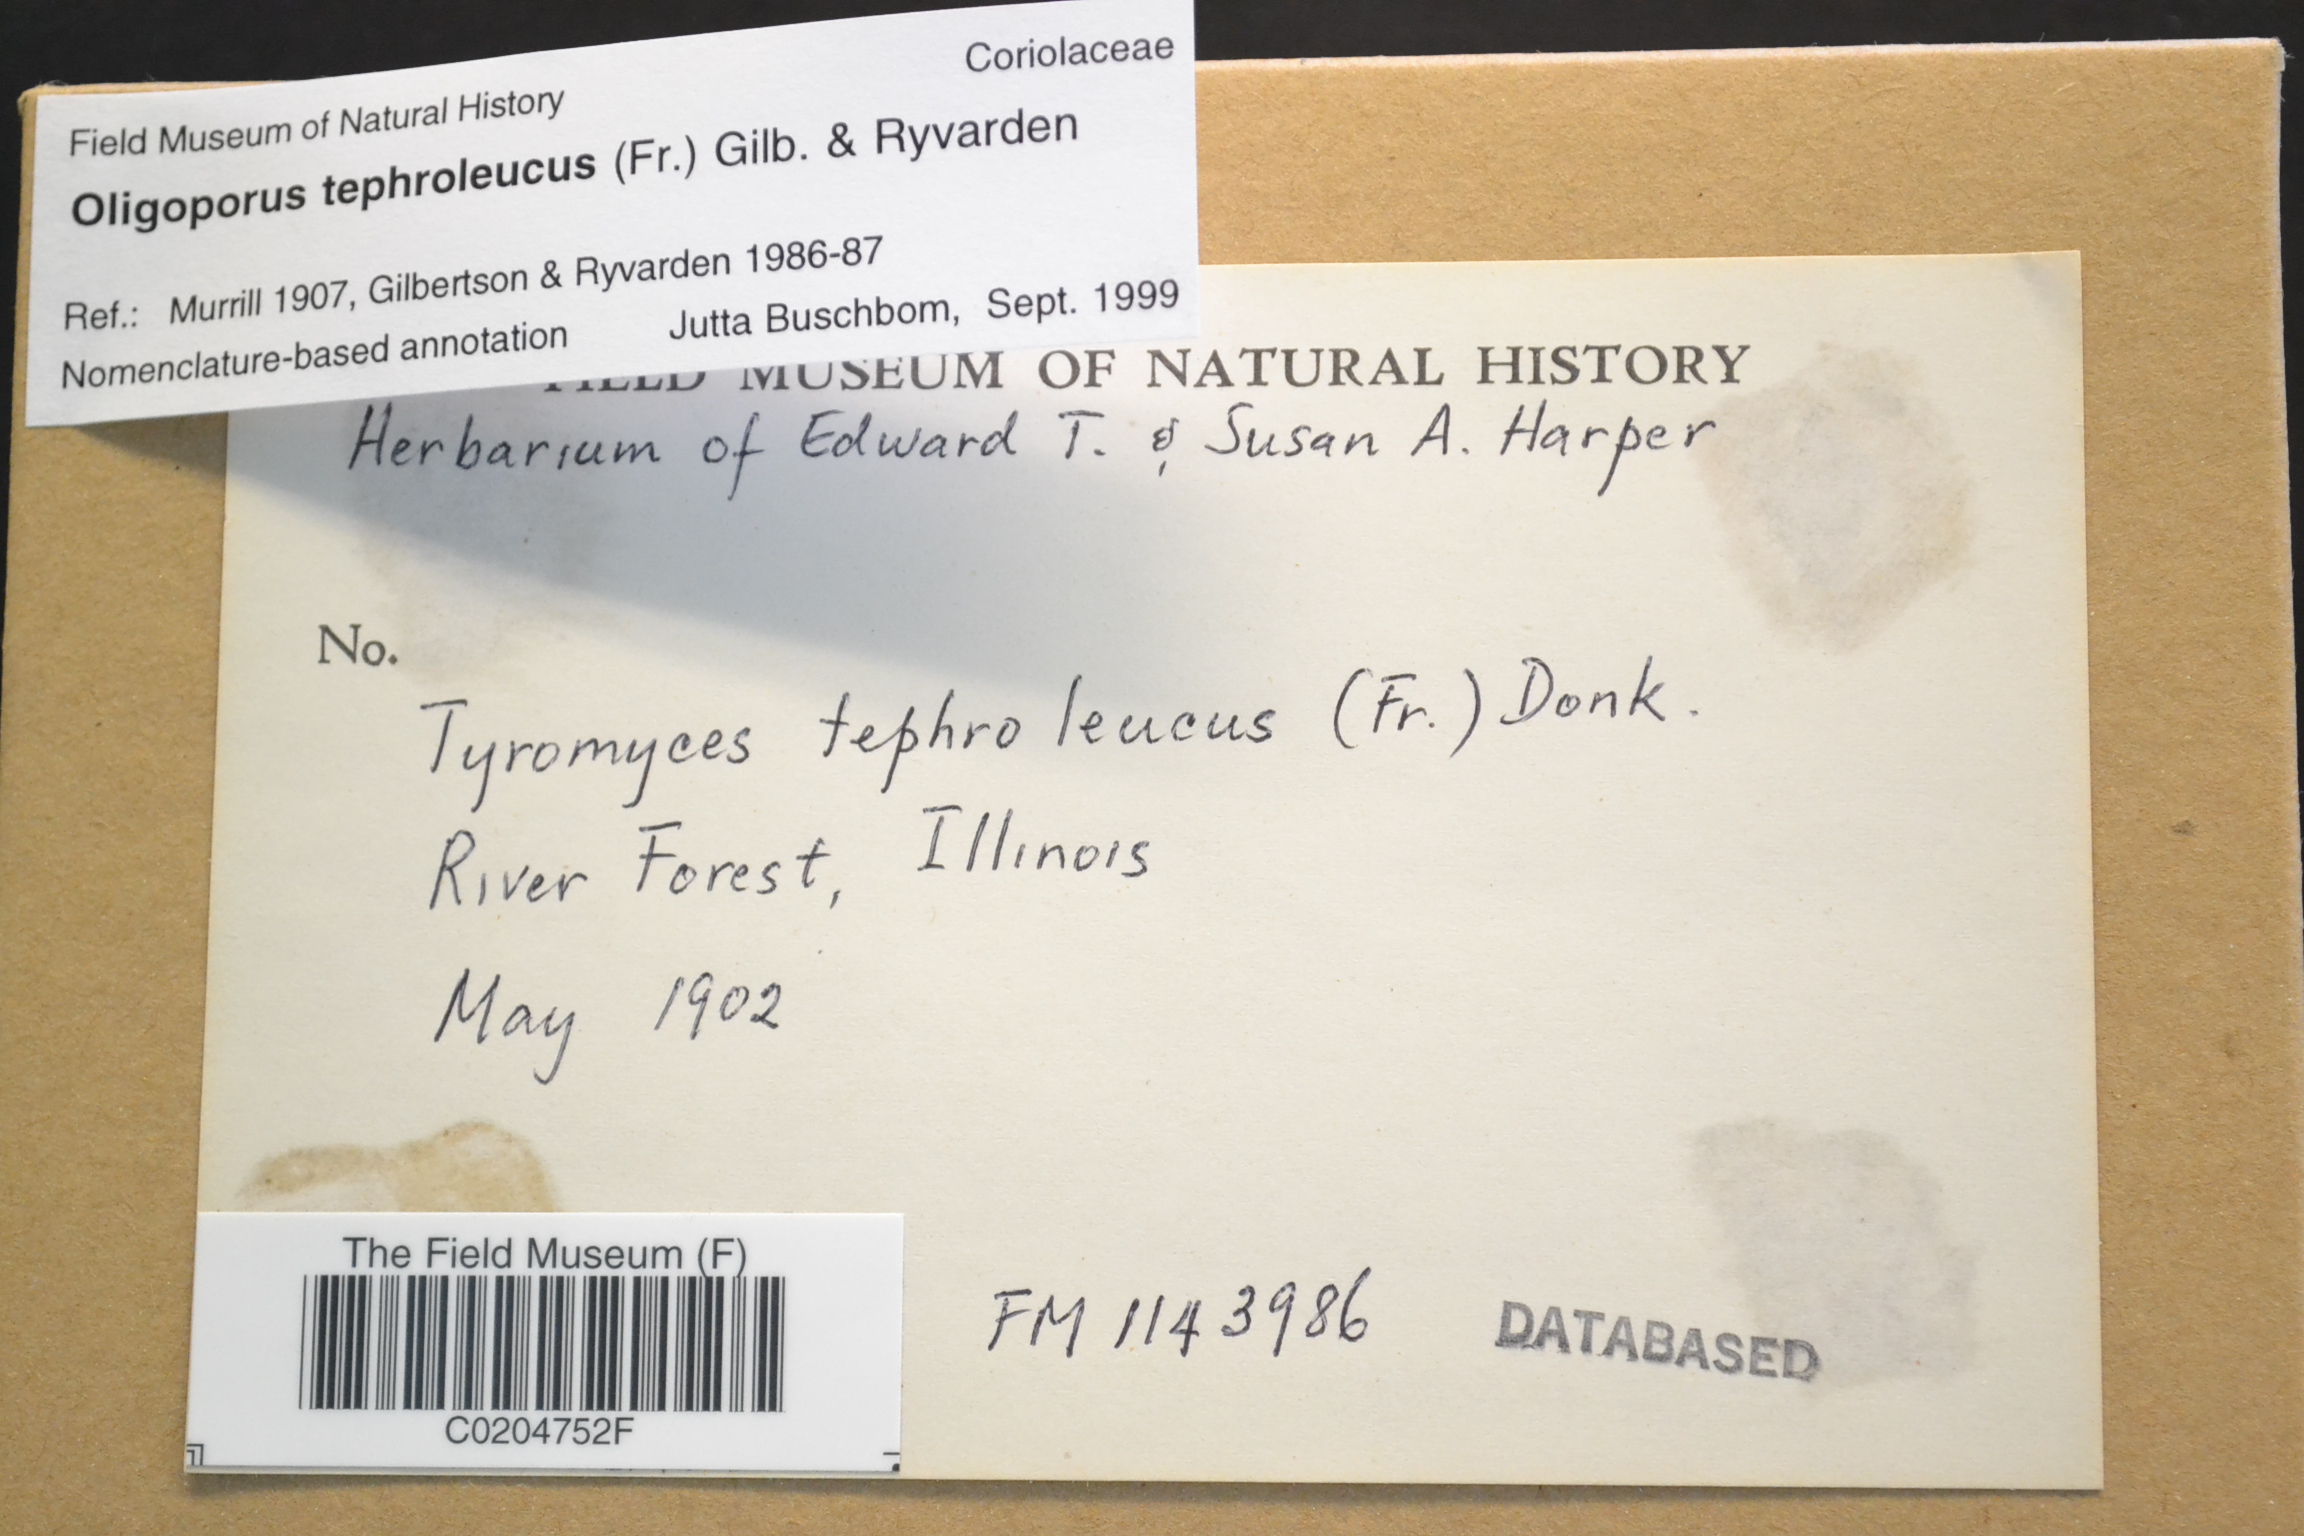 Coriolaceae
Field Museum of Natural History
Oligoporus tephroleucus (Fr.) Gilb. & Ryvarden
Ref.: Murrill 1907, Gilbertson & Ryvarden 1986-87
Nomenclature-based annotation Jutta Buschbom, Sept. 1999
FIELD MUSEUM OF NATURAL HISTORY
Herbarium of Edward T. & Susan A. Harper
No.
Tyromyces tephroleucus (Fr.) Donk.
River Forest, Illinois
May 1902
The Field Museum (F)
C0204752F
FM 1143986
DATABASED